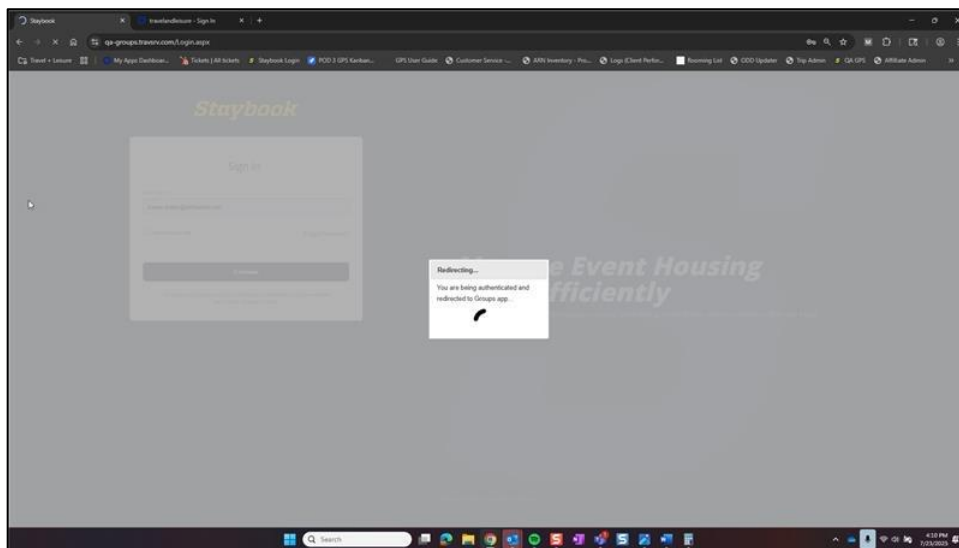 Staybook
travelandleisure - Sign In
qa-groups.travsrv.com/Login.aspx
Travel + Leisure
My Apps Dashboar...
Tickets | All tickets
Staybook Login
POD 3 GPS Kanban...
GPS User Guide
Customer Service -...
ARN Inventory - Pro...
Logs (Client Perfor...
Rooming List
ODD Updater
Trip Admin
QA GPS
Affiliate Admin
Staybook
Sign In
Continue
Redirecting...
You are being authenticated and
redirected to Groups app...
e Event Housing
fficiently
Search
4:10 PM
7/23/2025